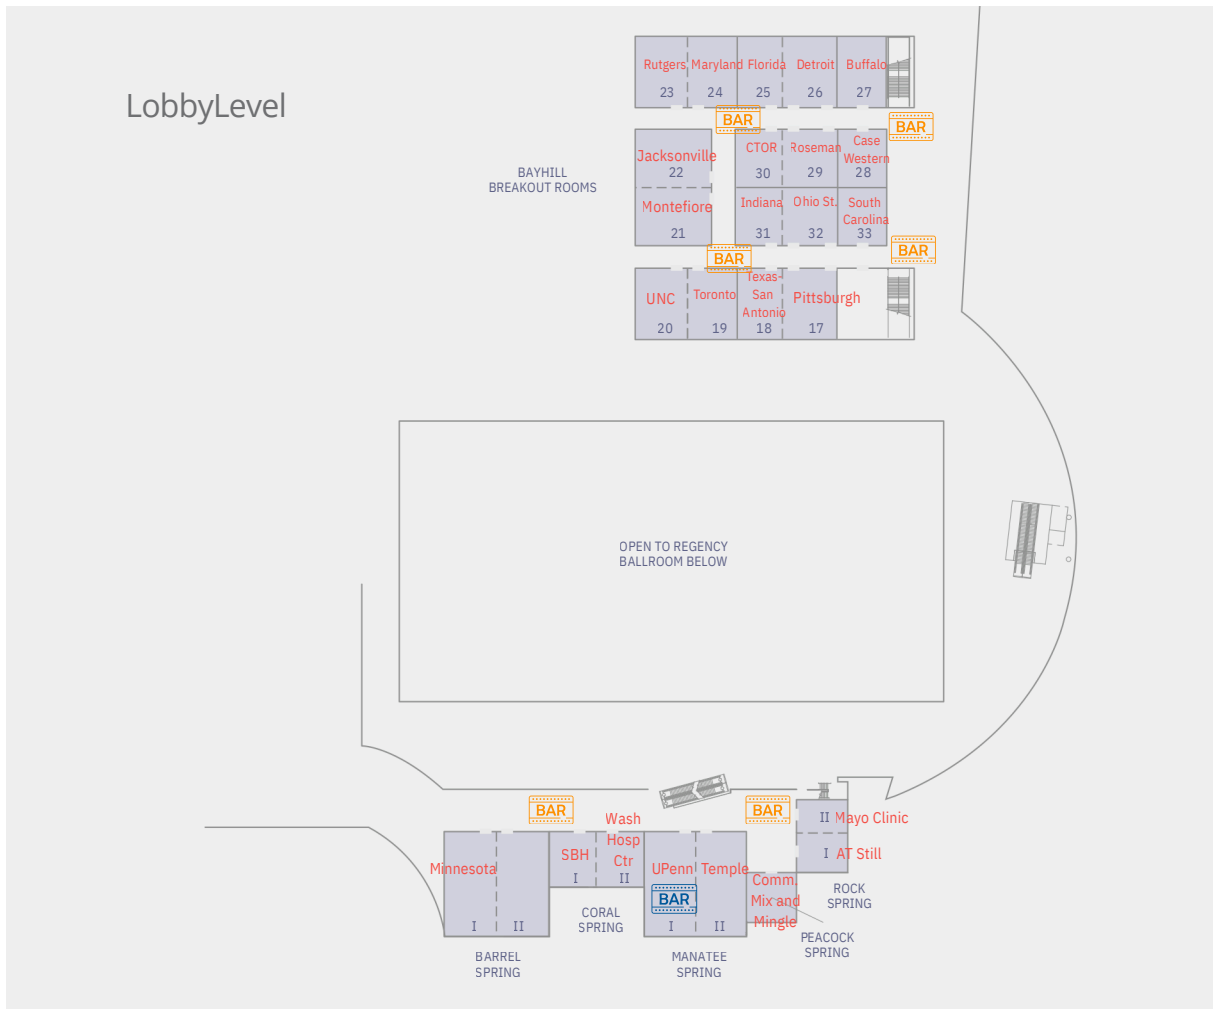 LobbyLevel
Rutgers
Maryland
Florida
Detroit
Buffalo
23
24
25
26
27
BAR
BAR
BAYHILL
BREAKOUT ROOMS
Jacksonville
22
CTOR
30
Roseman
29
Case
Western
28
Montefiore
21
Indiana
31
Ohio St.
32
South
Carolina
33
BAR
BAR
UNC
20
Toronto
19
Texas-
San
Antonio
18
Pittsburgh
17
OPEN TO REGENCY
BALLROOM BELOW
BAR
BAR
Minnesota
I
II
BARREL
SPRING
SBH
I
Wash
Hosp
Ctr
II
CORAL
SPRING
UPenn
BAR
I
Temple
II
MANATEE
SPRING
Comm.
Mix and
Mingle
PEACOCK
SPRING
II
Mayo Clinic
I
AT Still
ROCK
SPRING